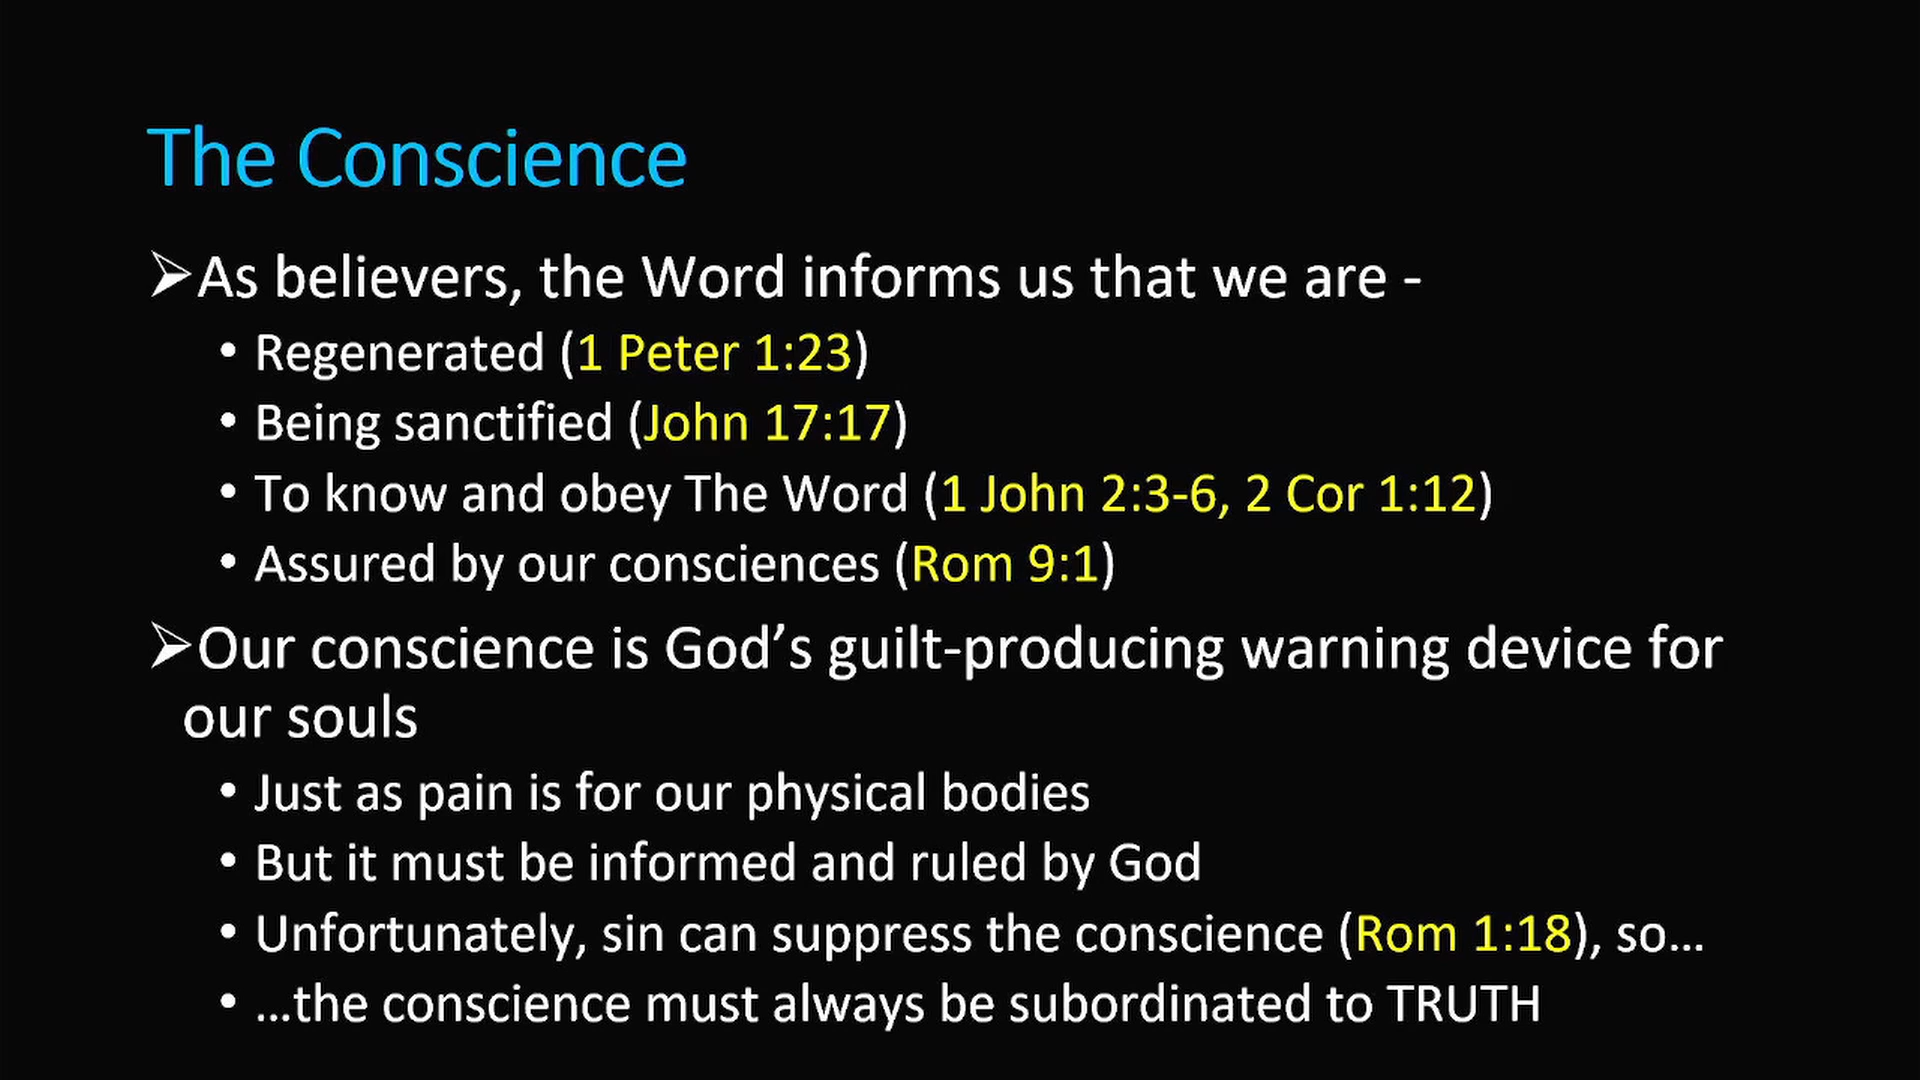 The Conscience
➤As believers, the Word informs us that we are -
• Regenerated (1 Peter 1:23)
• Being sanctified (John 17:17)
• To know and obey The Word (1 John 2:3-6, 2 Cor 1:12)
• Assured by our consciences (Rom 9:1)
➤Our conscience is God’s guilt-producing warning device for
our souls
• Just as pain is for our physical bodies
• But it must be informed and ruled by God
• Unfortunately, sin can suppress the conscience (Rom 1:18), so…
• …the conscience must always be subordinated to TRUTH